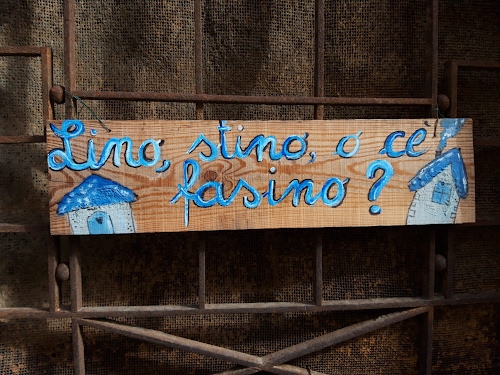 Lino, stino, o ce
fasino ?